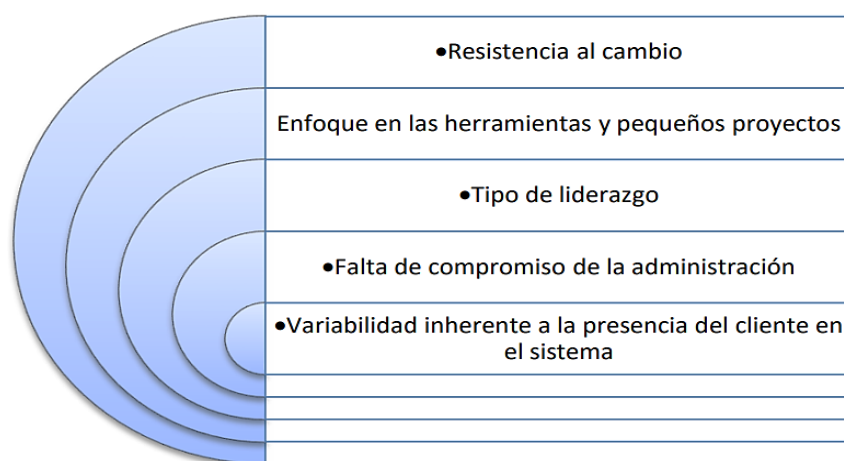 •Resistencia al cambio
Enfoque en las herramientas y pequeños proyectos
•Tipo de liderazgo
•Falta de compromiso de la administración
•Variabilidad inherente a la presencia del cliente en
el sistema